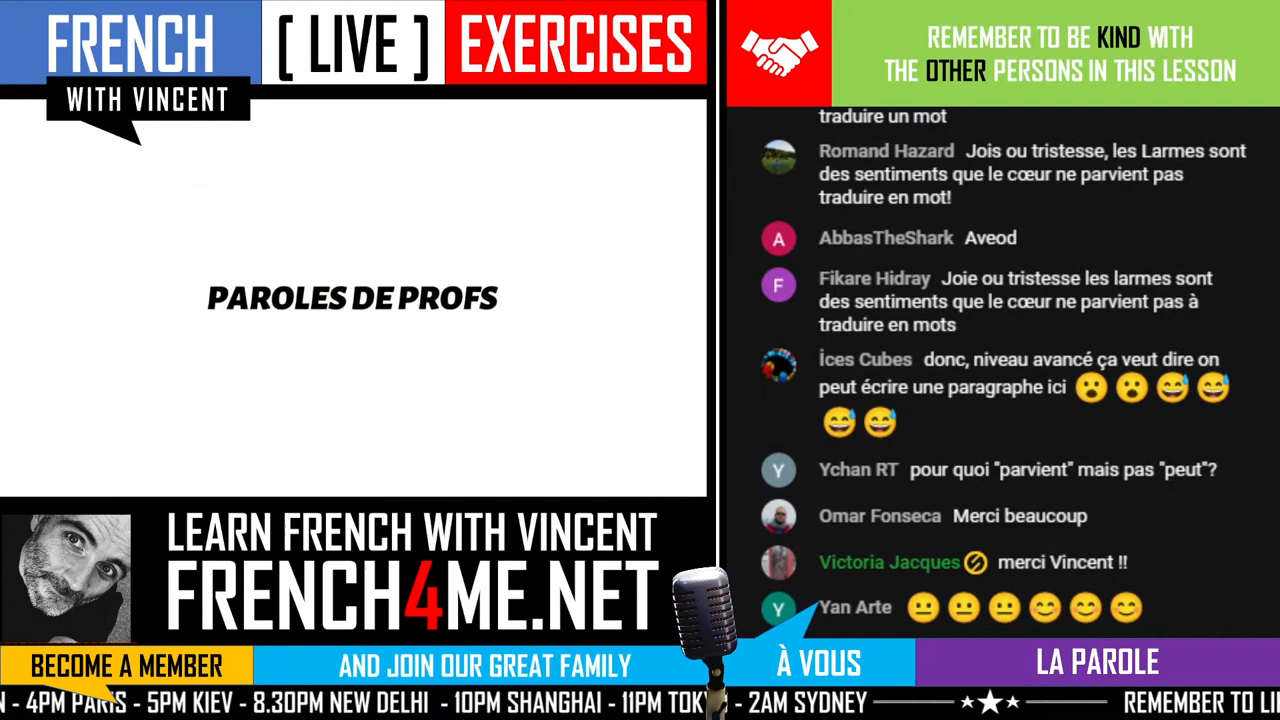 FRENCH
[ LIVE ]
EXERCISES
WITH VINCENT
PAROLES DE PROFS
LEARN FRENCH WITH VINCENT
FRENCH4ME.NET
BECOME A MEMBER
AND JOIN OUR GREAT FAMILY
REMEMBER TO BE KIND WITH
THE OTHER PERSONS IN THIS LESSON
traduire un mot
Romand Hazard Jois ou tristesse, les Larmes sont
des sentiments que le cœur ne parvient pas
traduire en mot!
A AbbasTheShark Aveod
F Fikare Hidray Joie ou tristesse les larmes sont
des sentiments que le cœur ne parvient pas à
traduire en mots
İces Cubes donc, niveau avancé ça veut dire on
peut écrire une paragraphe ici 😮 😮 😅 😅
😅 😅
Y Ychan RT pour quoi "parvient" mais pas "peut"?
Omar Fonseca Merci beaucoup
Victoria Jacques merci Vincent !!
Y Yan Arte 😐 😐 😐 😊 😊 😊
À VOUS
LA PAROLE
N - 4PM PARIS - 5PM KIEV - 8.30PM NEW DELHI - 10PM SHANGHAI - 11PM TOK - 2AM SYDNEY REMEMBER TO LI